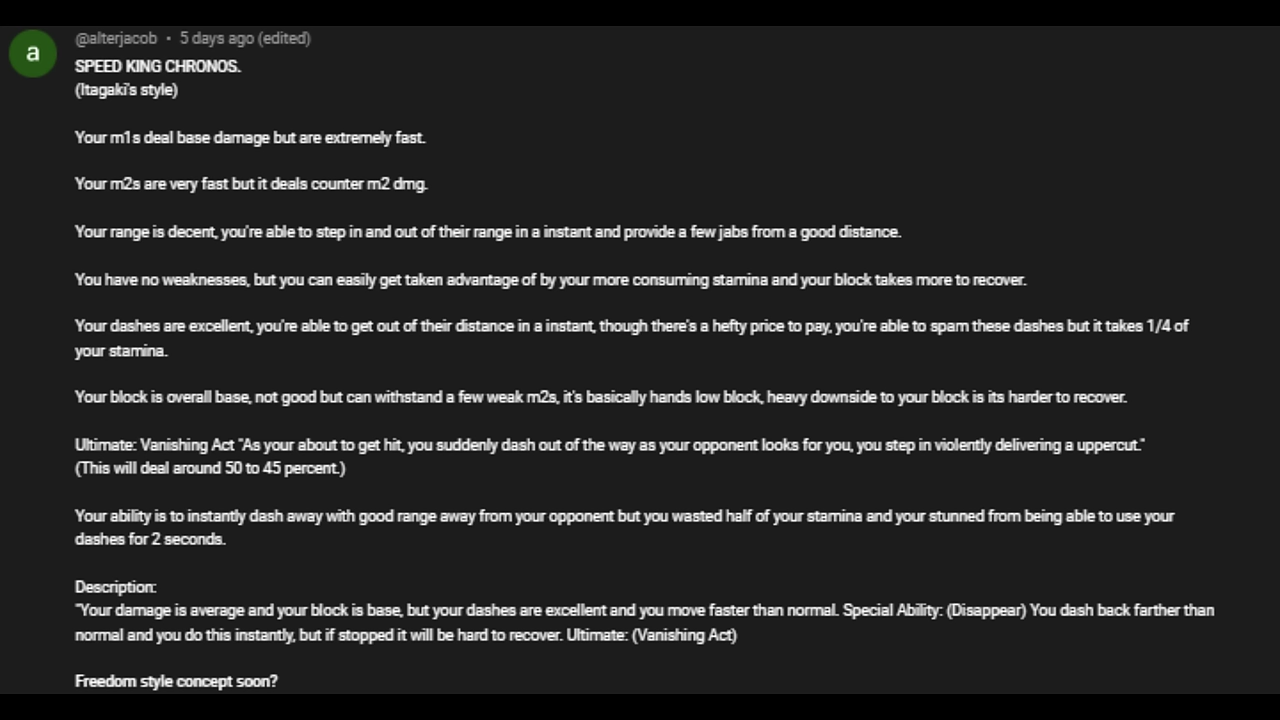 a
@alterjacob • 5 days ago (edited)
SPEED KING CHRONOS.
(Itagaki's style)
Your m1s deal base damage but are extremely fast.
Your m2s are very fast but it deals counter m2 dmg.
Your range is decent, you're able to step in and out of their range in a instant and provide a few jabs from a good distance.
You have no weaknesses, but you can easily get taken advantage of by your more consuming stamina and your block takes more to recover.
Your dashes are excellent, you're able to get out of their distance in a instant, though there's a hefty price to pay, you're able to spam these dashes but it takes 1/4 of
your stamina.
Your block is overall base, not good but can withstand a few weak m2s, it's basically hands low block, heavy downside to your block is its harder to recover.
Ultimate: Vanishing Act "As your about to get hit, you suddenly dash out of the way as your opponent looks for you, you step in violently delivering a uppercut."
(This will deal around 50 to 45 percent.)
Your ability is to instantly dash away with good range away from your opponent but you wasted half of your stamina and your stunned from being able to use your
dashes for 2 seconds.
Description:
"Your damage is average and your block is base, but your dashes are excellent and you move faster than normal. Special Ability: (Disappear) You dash back farther than
normal and you do this instantly, but if stopped it will be hard to recover. Ultimate: (Vanishing Act)
Freedom style concept soon?